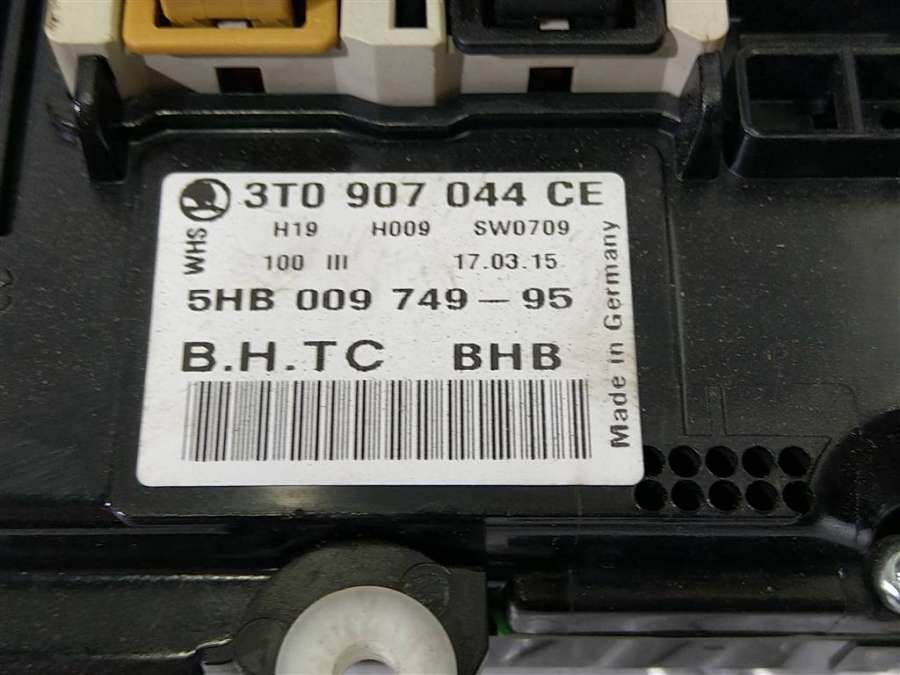 3T0 907 044 CE
H19 H009 SW0709
WHS
100 III 17.03.15
5HB 009 749-95
B.H.TC BHB
Made in Germany